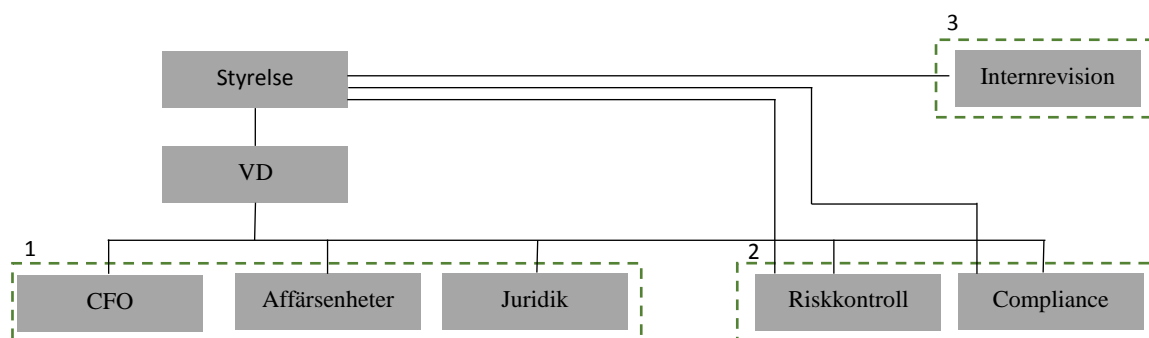 3
Styrelse
Internrevision
VD
1
2
CFO
Affärsenheter
Juridik
Riskkontroll
Compliance